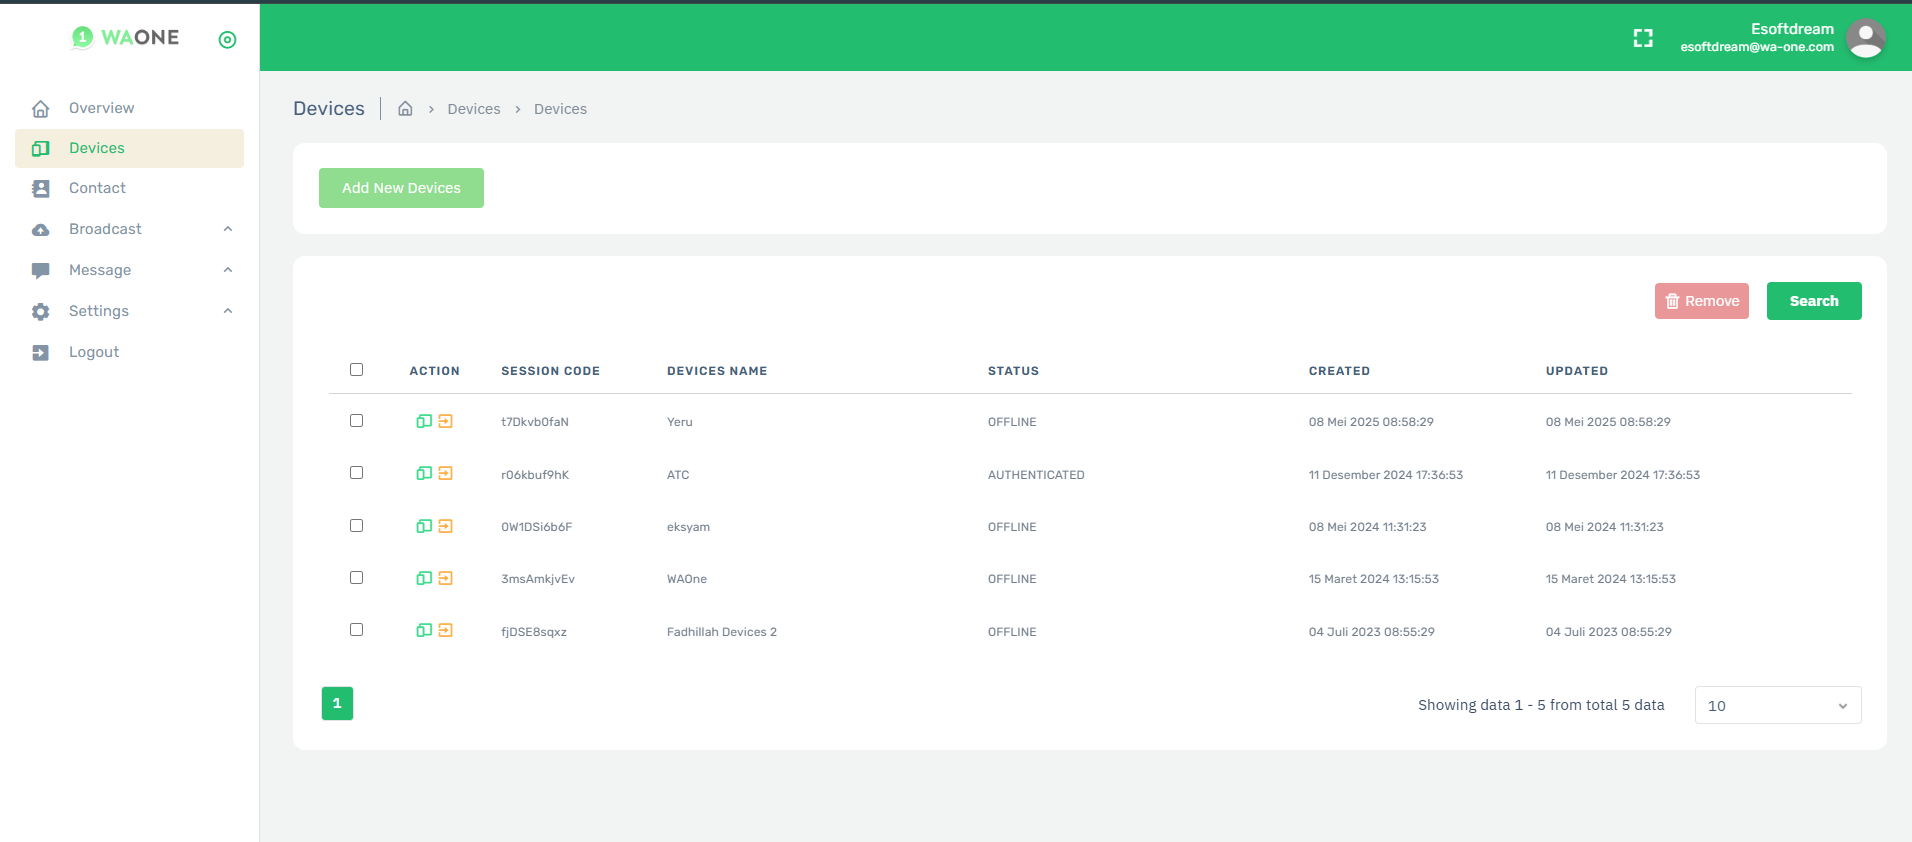 1 WAONE
Esoftdream
esoftdream@wa-one.com
Overview
Devices
Contact
Broadcast
Message
Settings
Logout
Devices Devices Devices
Add New Devices
Remove Search
ACTION SESSION CODE DEVICES NAME STATUS CREATED UPDATED
t7Dkvb0faN Yeru OFFLINE 08 Mei 2025 08:58:29 08 Mei 2025 08:58:29
r06kbuf9hK ATC AUTHENTICATED 11 Desember 2024 17:36:53 11 Desember 2024 17:36:53
0W1DSi6b6F eksyam OFFLINE 08 Mei 2024 11:31:23 08 Mei 2024 11:31:23
3msAmkjvEv WAOne OFFLINE 15 Maret 2024 13:15:53 15 Maret 2024 13:15:53
fjDSE8sqxz Fadhillah Devices 2 OFFLINE 04 Juli 2023 08:55:29 04 Juli 2023 08:55:29
1 Showing data 1 - 5 from total 5 data 10